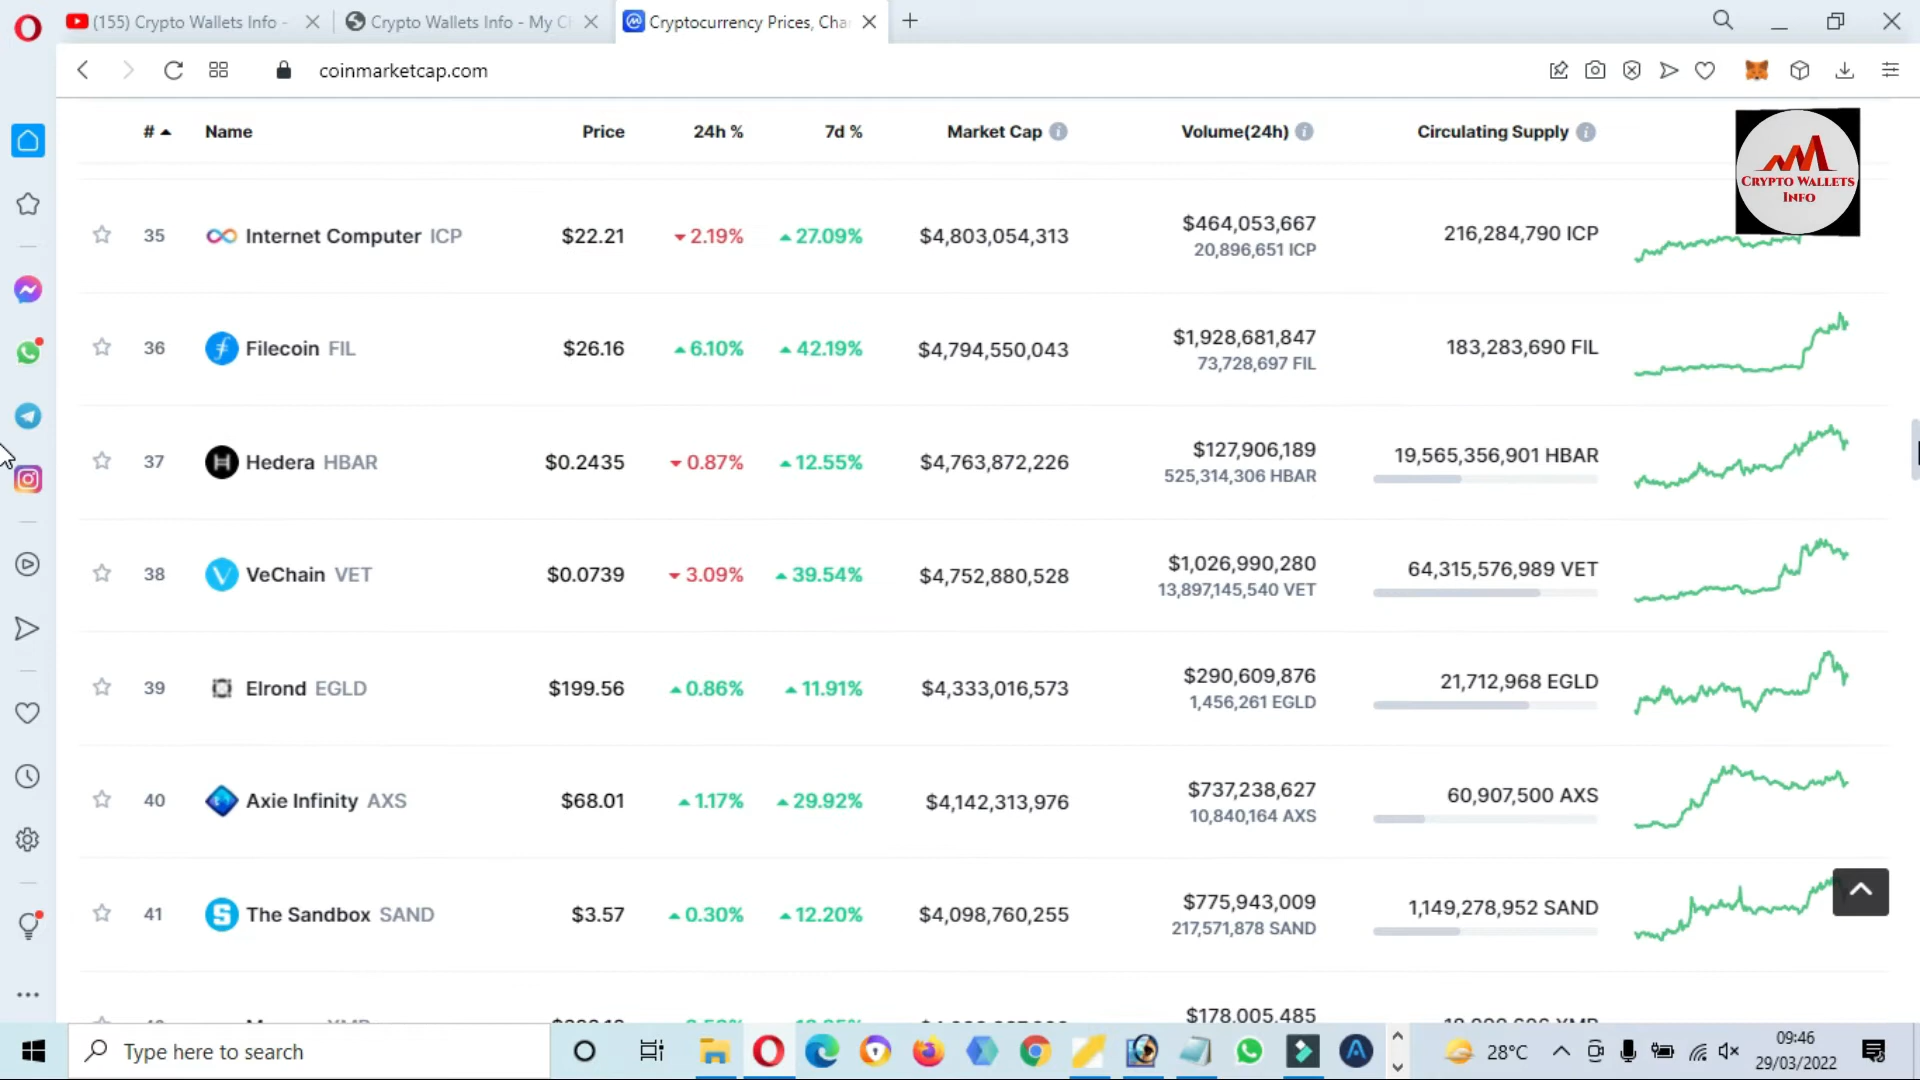 (155) Crypto Wallets Info -
Crypto Wallets Info - My C
Cryptocurrency Prices, Cha
coinmarketcap.com
# Name Price 24h % 7d % Market Cap Volume(24h) Circulating Supply
CRYPTO WALLETS
INFO
35 Internet Computer ICP $22.21 2.19% 27.09% $4,803,054,313 $464,053,667 216,284,790 ICP
20,896,651 ICP
36 Filecoin FIL $26.16 6.10% 42.19% $4,794,550,043 $1,928,681,847 183,283,690 FIL
73,728,697 FIL
37 Hedera HBAR $0.2435 0.87% 12.55% $4,763,872,226 $127,906,189 19,565,356,901 HBAR
525,314,306 HBAR
38 VeChain VET $0.0739 3.09% 39.54% $4,752,880,528 $1,026,990,280 64,315,576,989 VET
13,897,145,540 VET
39 Elrond EGLD $199.56 0.86% 11.91% $4,333,016,573 $290,609,876 21,712,968 EGLD
1,456,261 EGLD
40 Axie Infinity AXS $68.01 1.17% 29.92% $4,142,313,976 $737,238,627 60,907,500 AXS
10,840,164 AXS
41 The Sandbox SAND $3.57 0.30% 12.20% $4,098,760,255 $775,943,009 1,149,278,952 SAND
217,571,878 SAND
$178,005,485
Type here to search
28°C
09:46
29/03/2022